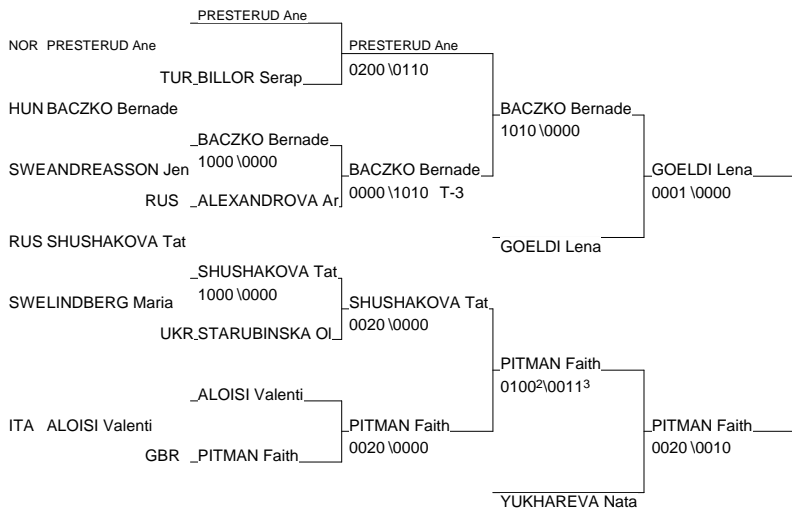 PRESTERUD Ane
NOR PRESTERUD Ane
PRESTERUD Ane
0200 \0110
TUR BILLOR Serap
HUN BACZKO Bernade
BACZKO Bernade
1010 \0000
BACZKO Bernade
1000 \0000
SWE ANDREASSON Jen
BACZKO Bernade
0000 \1010 T-3
GOELDI Lena
0001 \0000
RUS ALEXANDROVA Ar
RUS SHUSHAKOVA Tat
GOELDI Lena
SHUSHAKOVA Tat
1000 \0000
SWE LINDBERG Maria
SHUSHAKOVA Tat
0020 \0000
UKR STARUBINSKA Ol
PITMAN Faith
0100² \0011³
ALOISI Valenti
ITA ALOISI Valenti
PITMAN Faith
0020 \0000
PITMAN Faith
0020 \0010
GBR PITMAN Faith
YUKHAREVA Nata